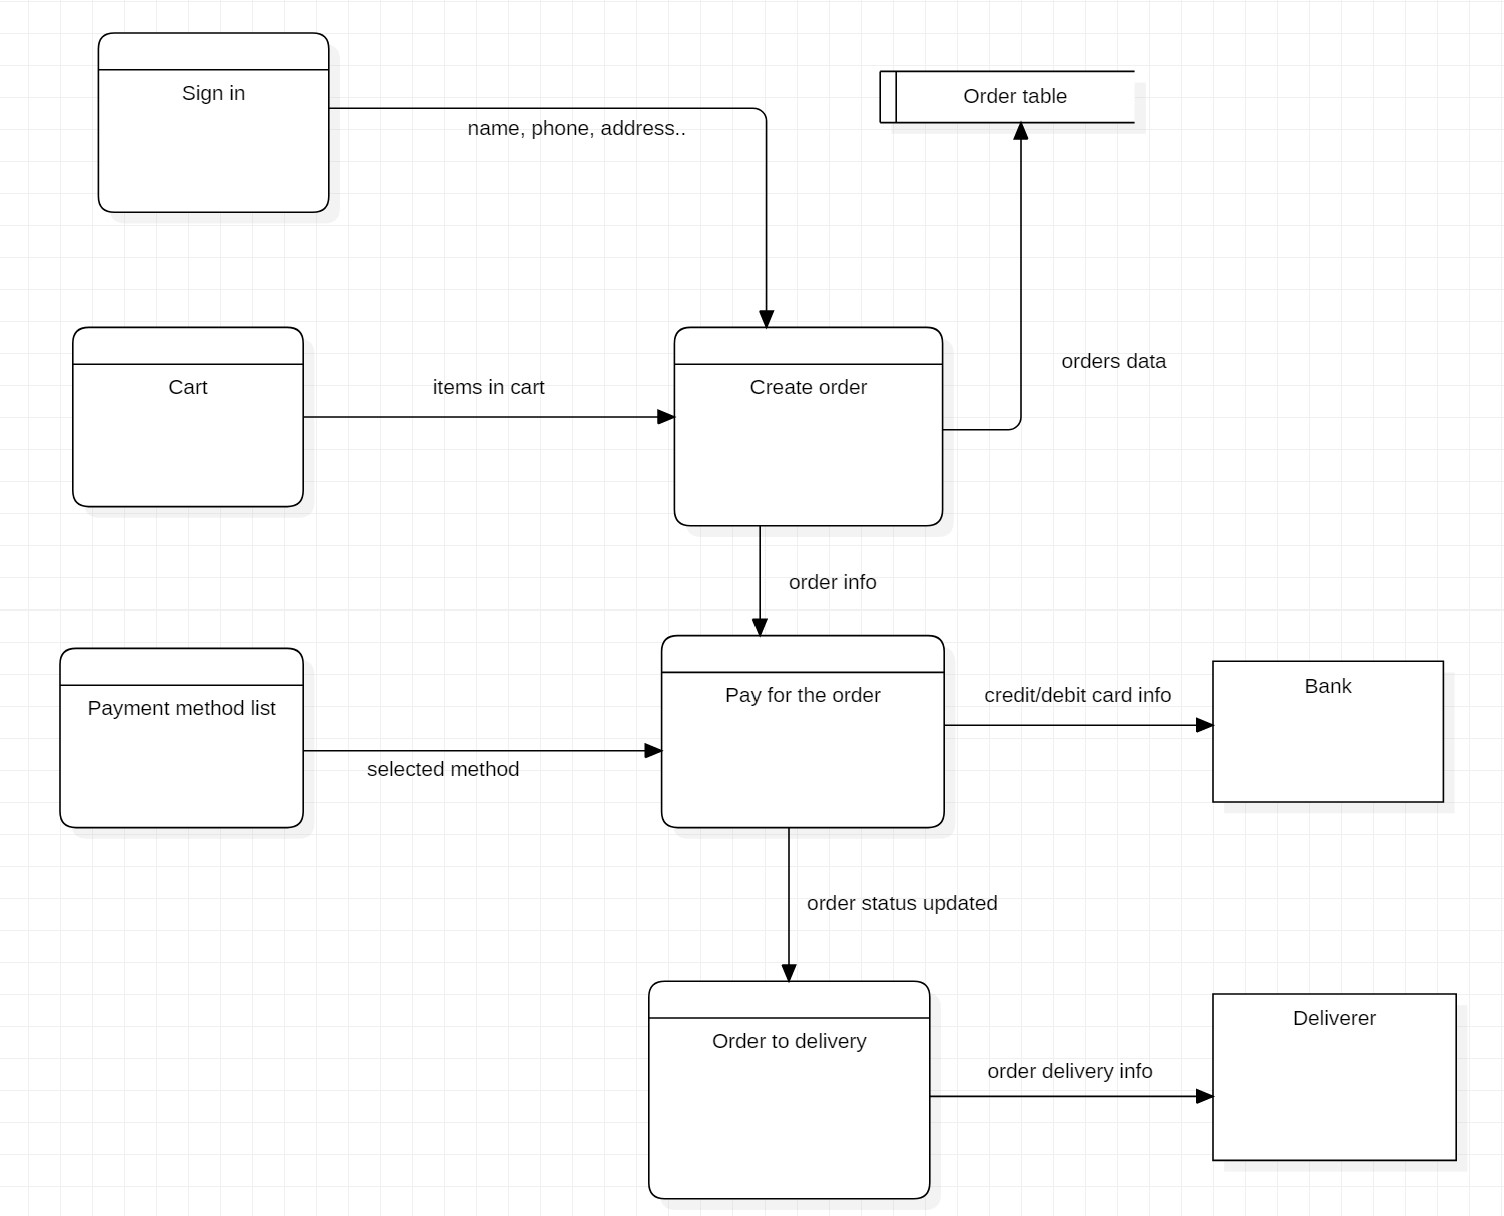 Sign in
name, phone, address..
Order table
orders data
Cart
items in cart
Create order
order info
Payment method list
selected method
Pay for the order
credit/debit card info
Bank
order status updated
Order to delivery
order delivery info
Deliverer